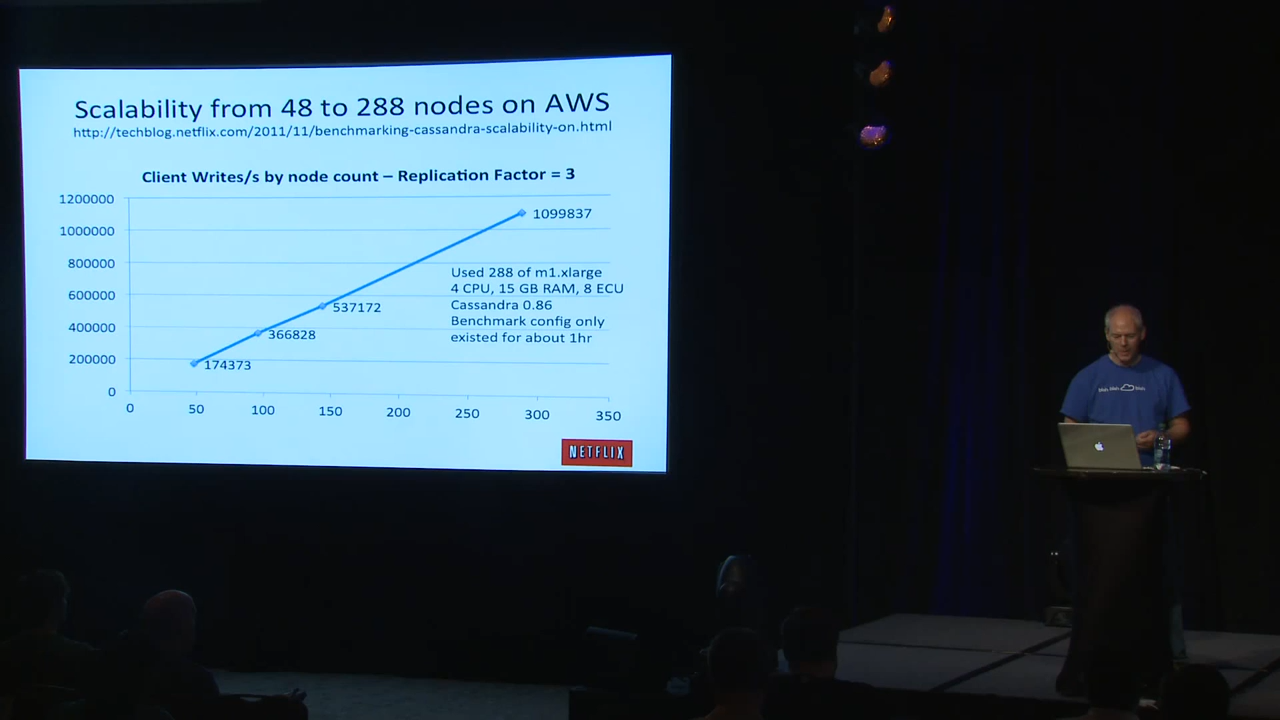 Scalability from 48 to 288 nodes on AWS
http://techblog.netflix.com/2011/11/benchmarking-cassandra-scalability-on.html
Client Writes/s by node count – Replication Factor = 3
1200000
1000000
800000
600000
400000
200000
0
0 50 100 150 200 250 300 350
174373
366828
537172
1099837
Used 288 of m1.xlarge
4 CPU, 15 GB RAM, 8 ECU
Cassandra 0.86
Benchmark config only
existed for about 1hr
NETFLIX
blah, blah blah